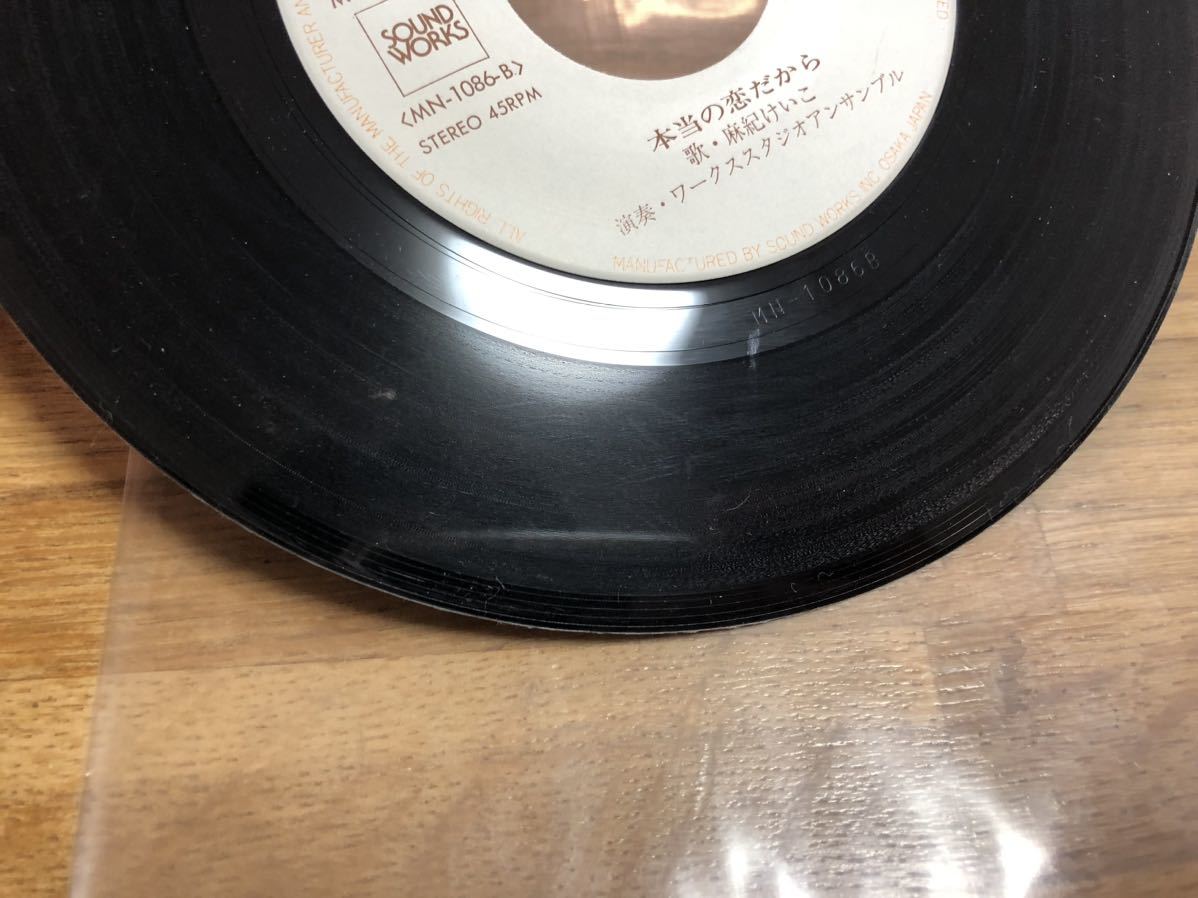 SOUND
WORKS
<MN-1086-B>
STEREO 45RPM
本当の恋だから
歌・麻紀けいこ
演奏・ワークススタジオアンサンブル
ALL RIGHTS OF THE MANUFACTURER AN
MANUFACTURED BY SOUND WORKS INC OSAKA JAPAN
MN-1086B